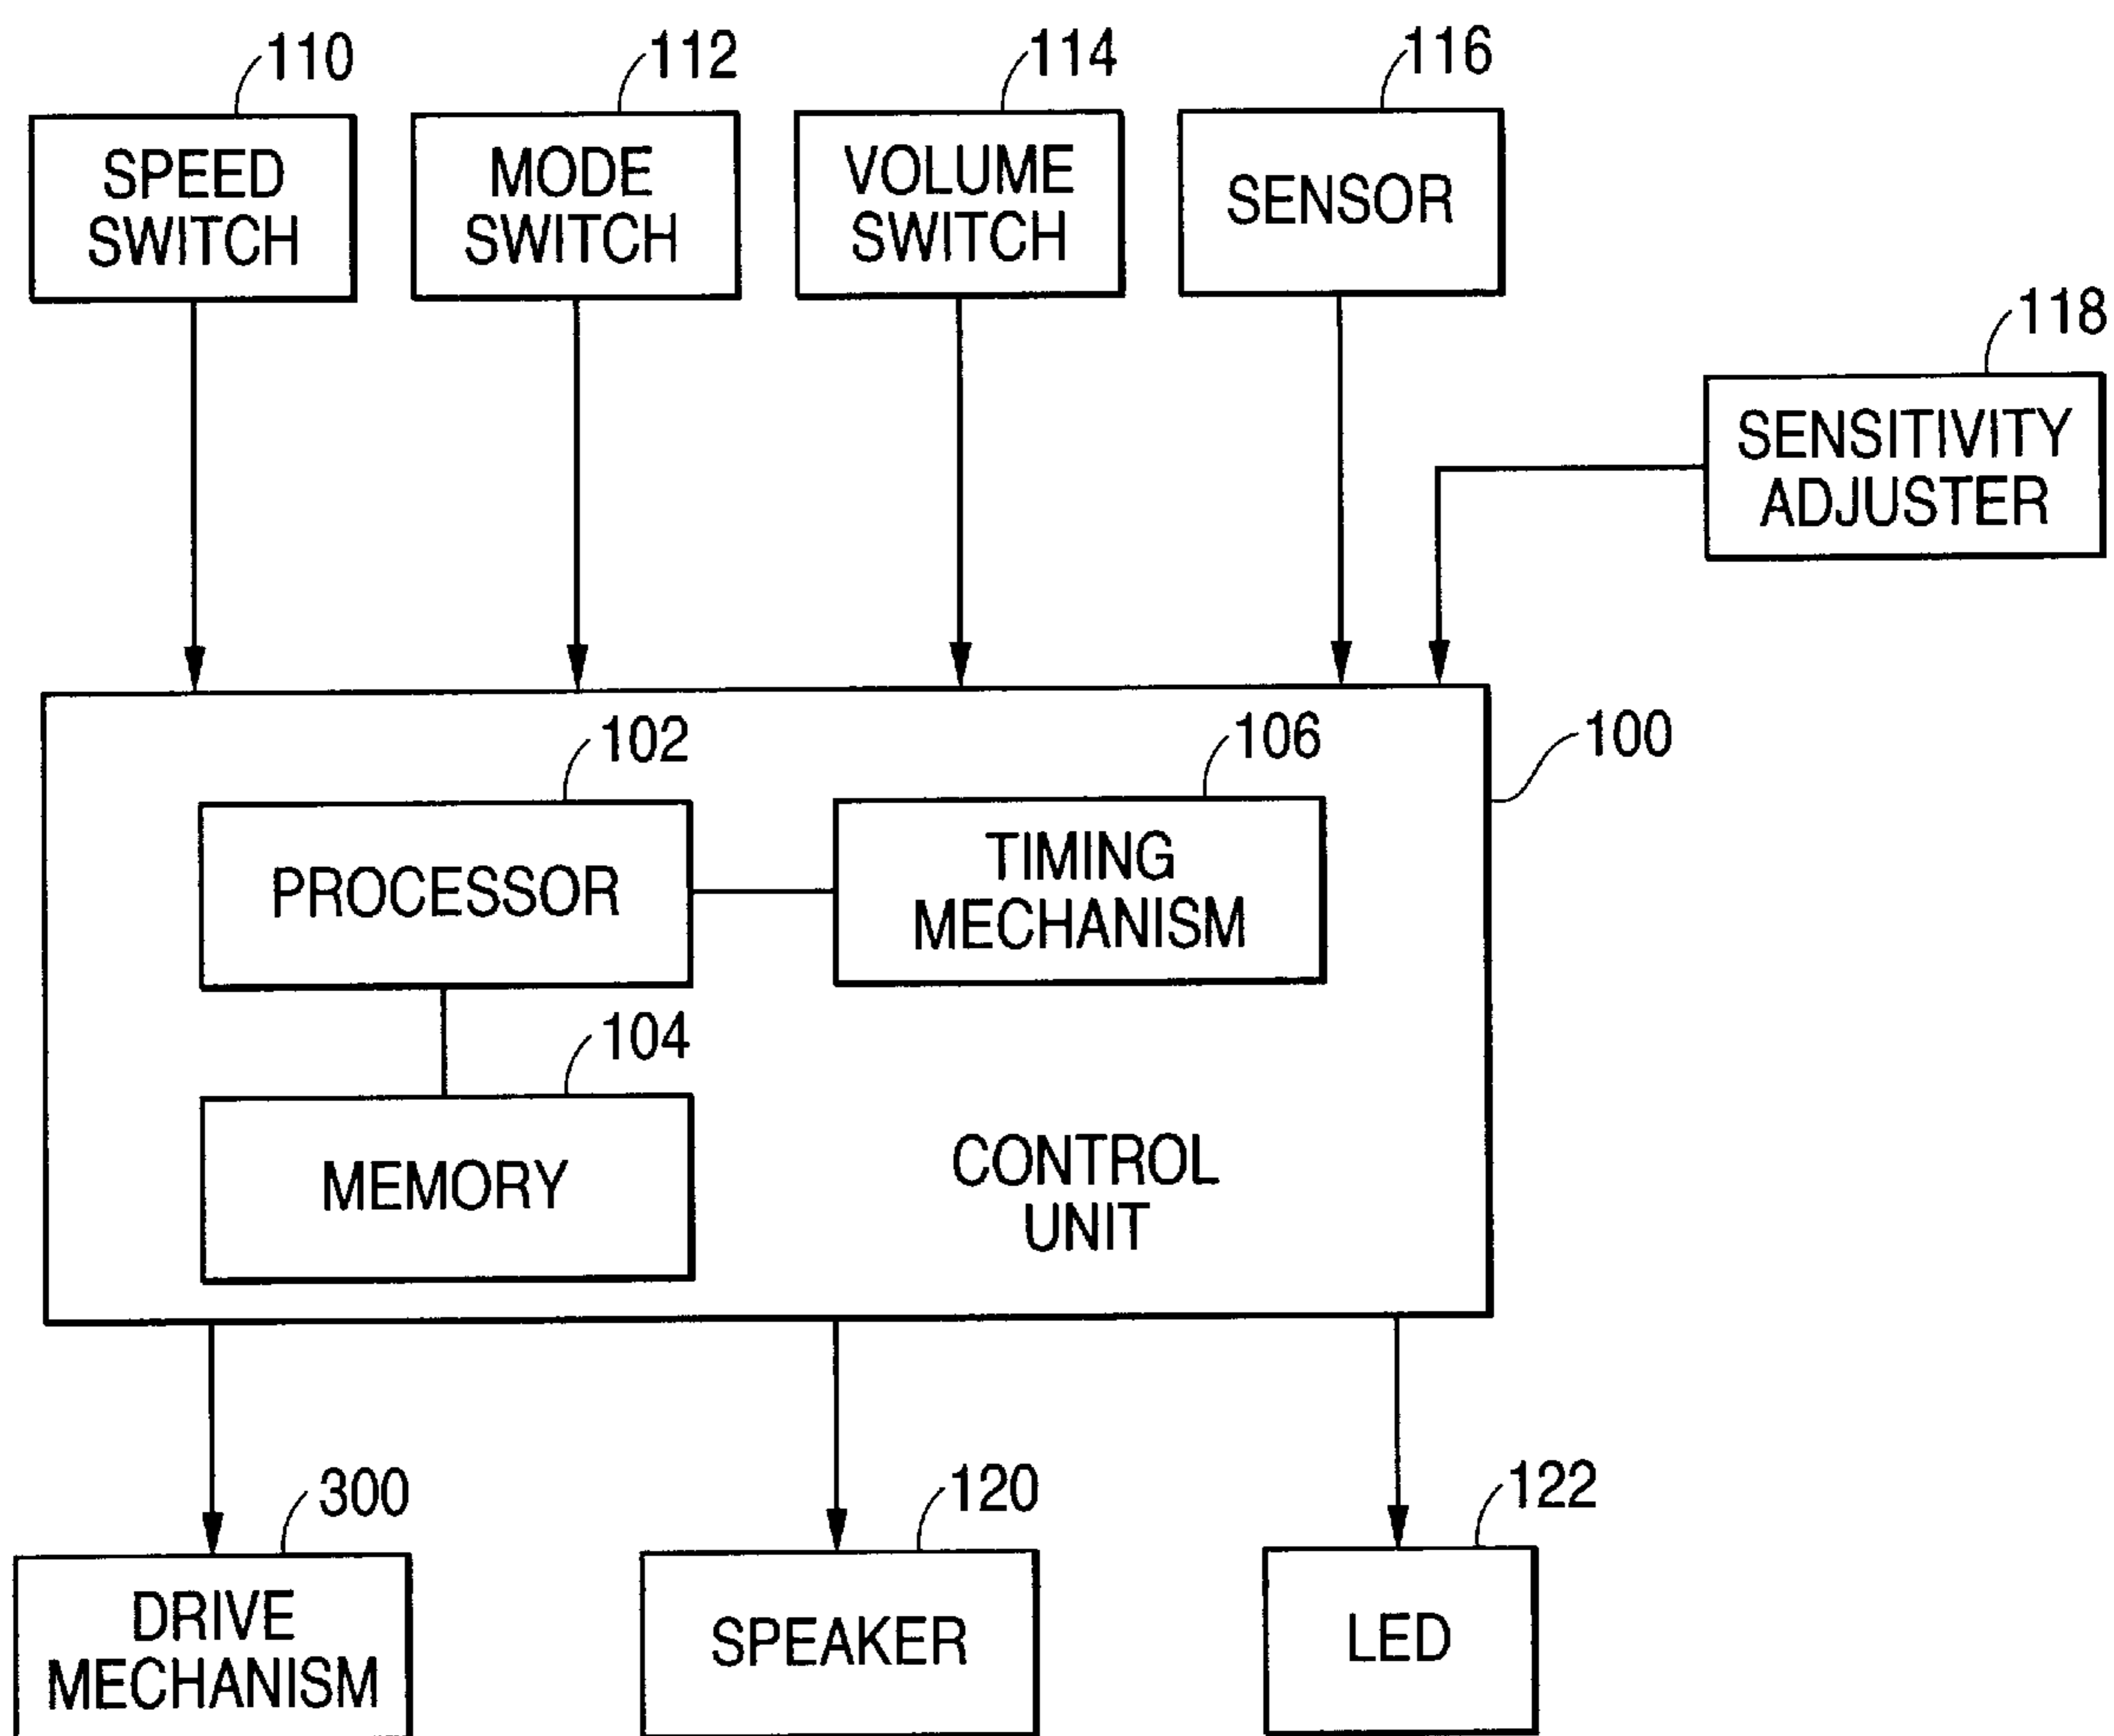 110
112
114
116
SPEED
SWITCH
MODE
SWITCH
VOLUME
SWITCH
SENSOR
118
SENSITIVITY
ADJUSTER
102
106
100
PROCESSOR
TIMING
MECHANISM
104
MEMORY
CONTROL
UNIT
300
120
122
DRIVE
MECHANISM
SPEAKER
LED